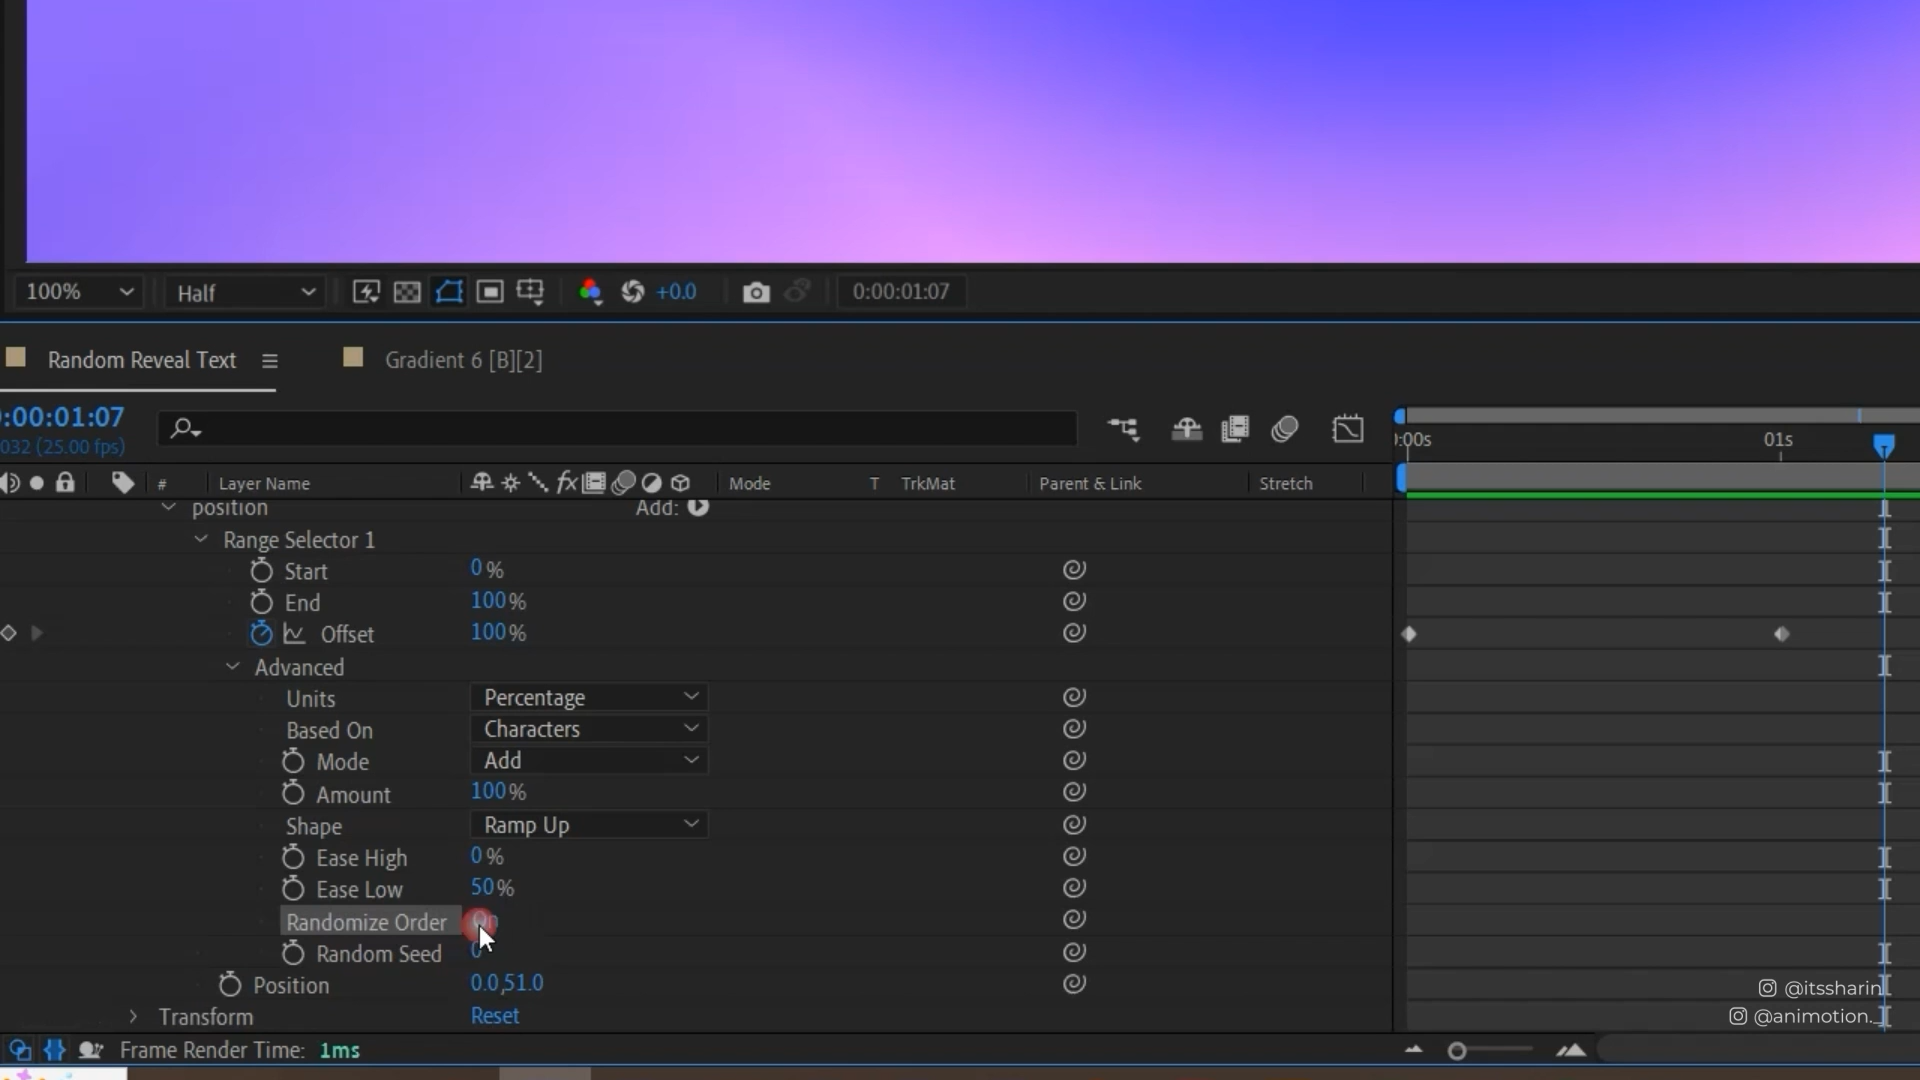 100%
Half
+0.0
0:00:01:07
Random Reveal Text
Gradient 6 [B][2]
:00:01:07
032 (25.00 fps)
:00s
01s
#
Layer Name
fx
Mode
T
TrkMat
Parent & Link
Stretch
position
Add:
Range Selector 1
Start
0 %
End
100 %
Offset
100 %
Advanced
Units
Percentage
Based On
Characters
Mode
Add
Amount
100 %
Shape
Ramp Up
Ease High
0 %
Ease Low
50 %
Randomize Order
On
Random Seed
0
Position
0.0,51.0
Transform
Reset
@itssharin
@animotion._
Frame Render Time: 1ms